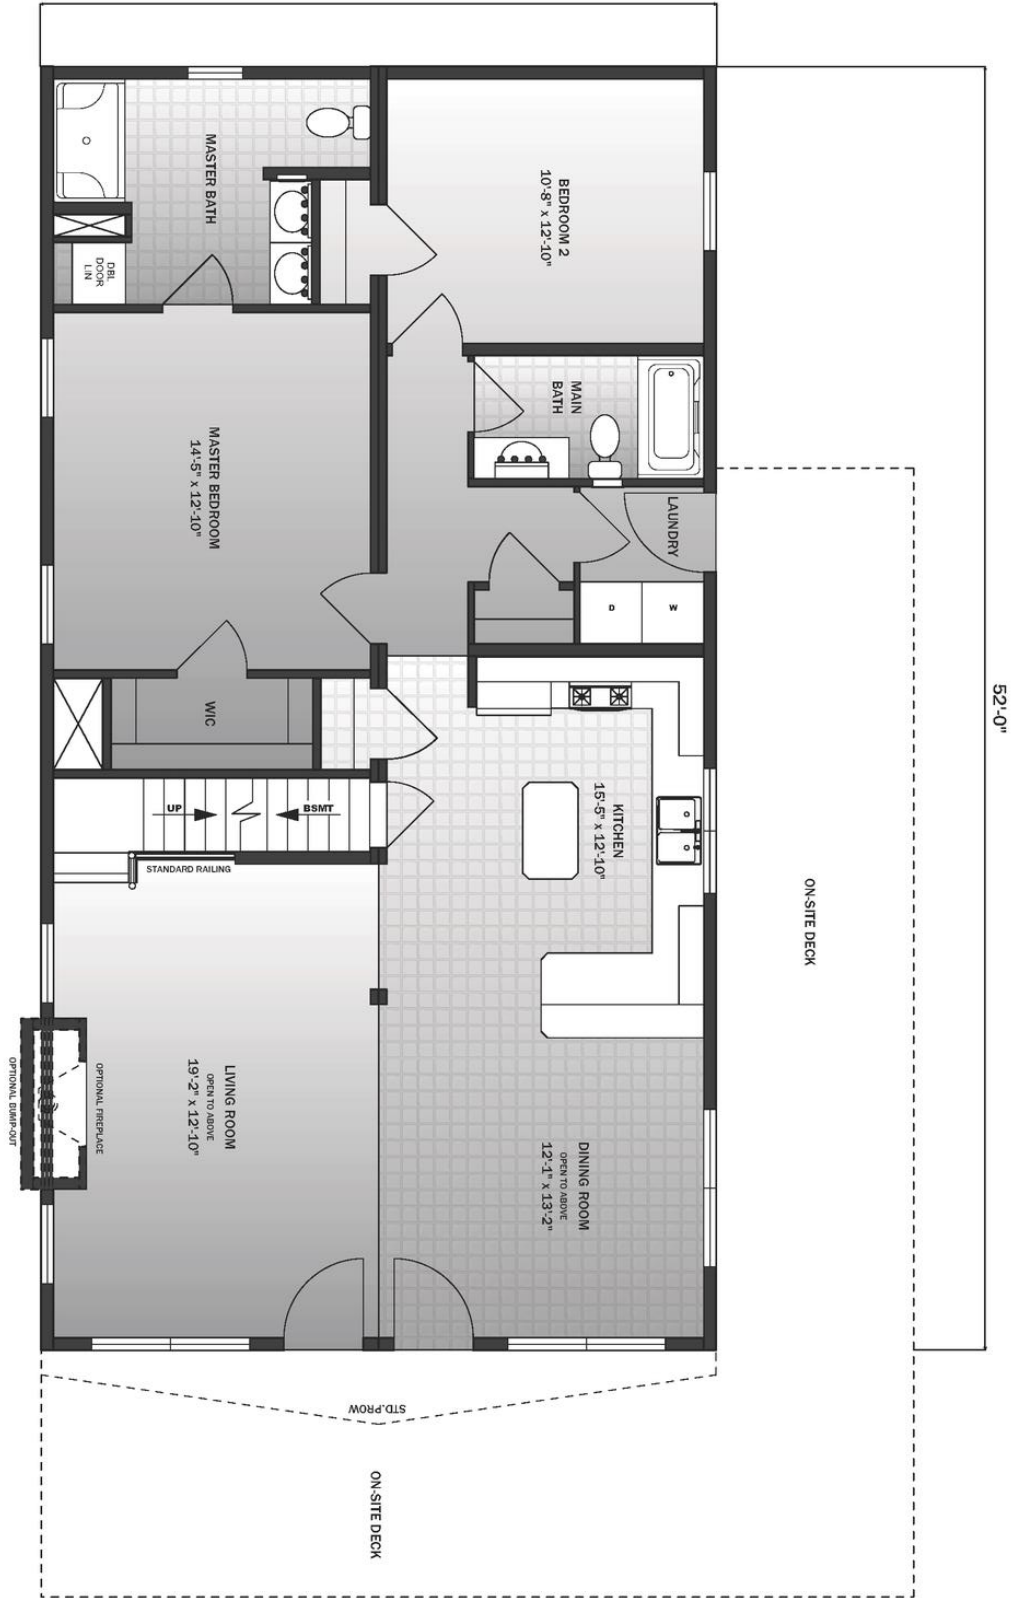 MASTER BATH
BEDROOM 2
10'-8" x 12'-10"
DBL
DOOR
LIN
MAIN
BATH
MASTER BEDROOM
14'-5" x 12'-10"
LAUNDRY
D
W
52'-0"
WIC
UP
BSMT
STANDARD RAILING
KITCHEN
15'-5" x 12'-10"
ON-SITE DECK
LIVING ROOM
OPEN TO ABOVE
19'-2" x 12'-10"
OPTIONAL FIREPLACE
OPTIONAL BUMP-OUT
DINING ROOM
OPEN TO ABOVE
12'-1" x 13'-2"
STD.PROW
ON-SITE DECK